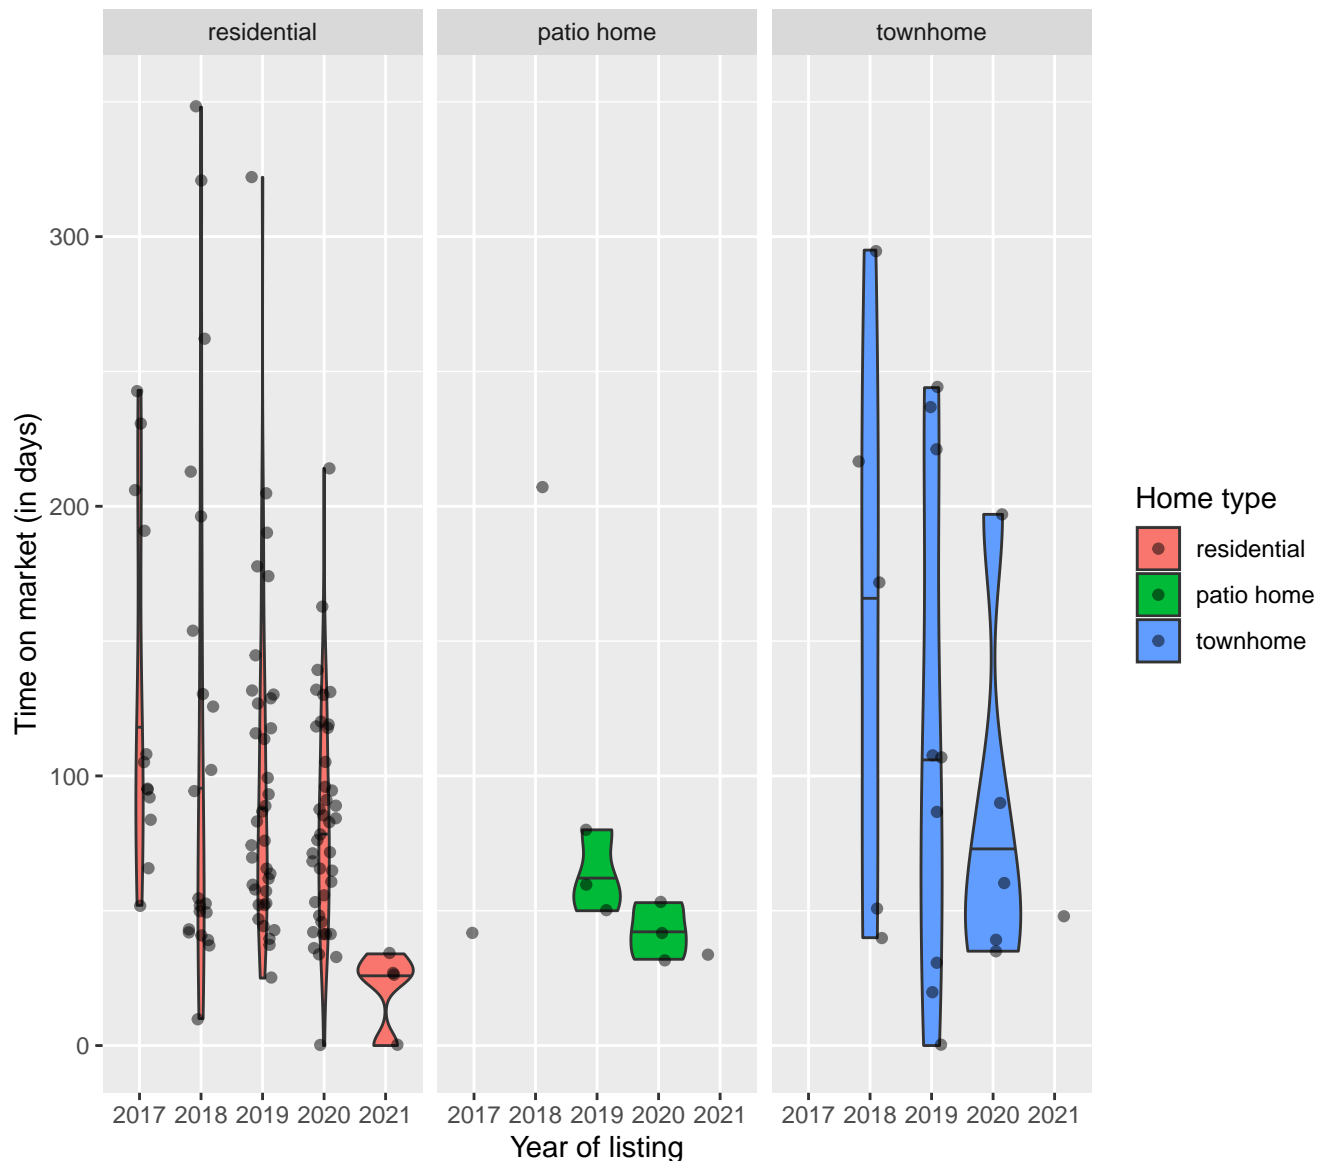 residential patio home townhome
300
200
100
0
Time on market (in days)
2017 2018 2019 2020 2021 2017 2018 2019 2020 2021 2017 2018 2019 2020 2021
Year of listing
Home type
residential
patio home
townhome